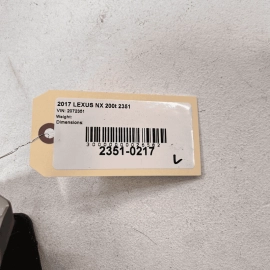 2017 LEXUS NX 200t 2351
VIN: 2072351
Weight:
Dimensions:
2351-0217
L